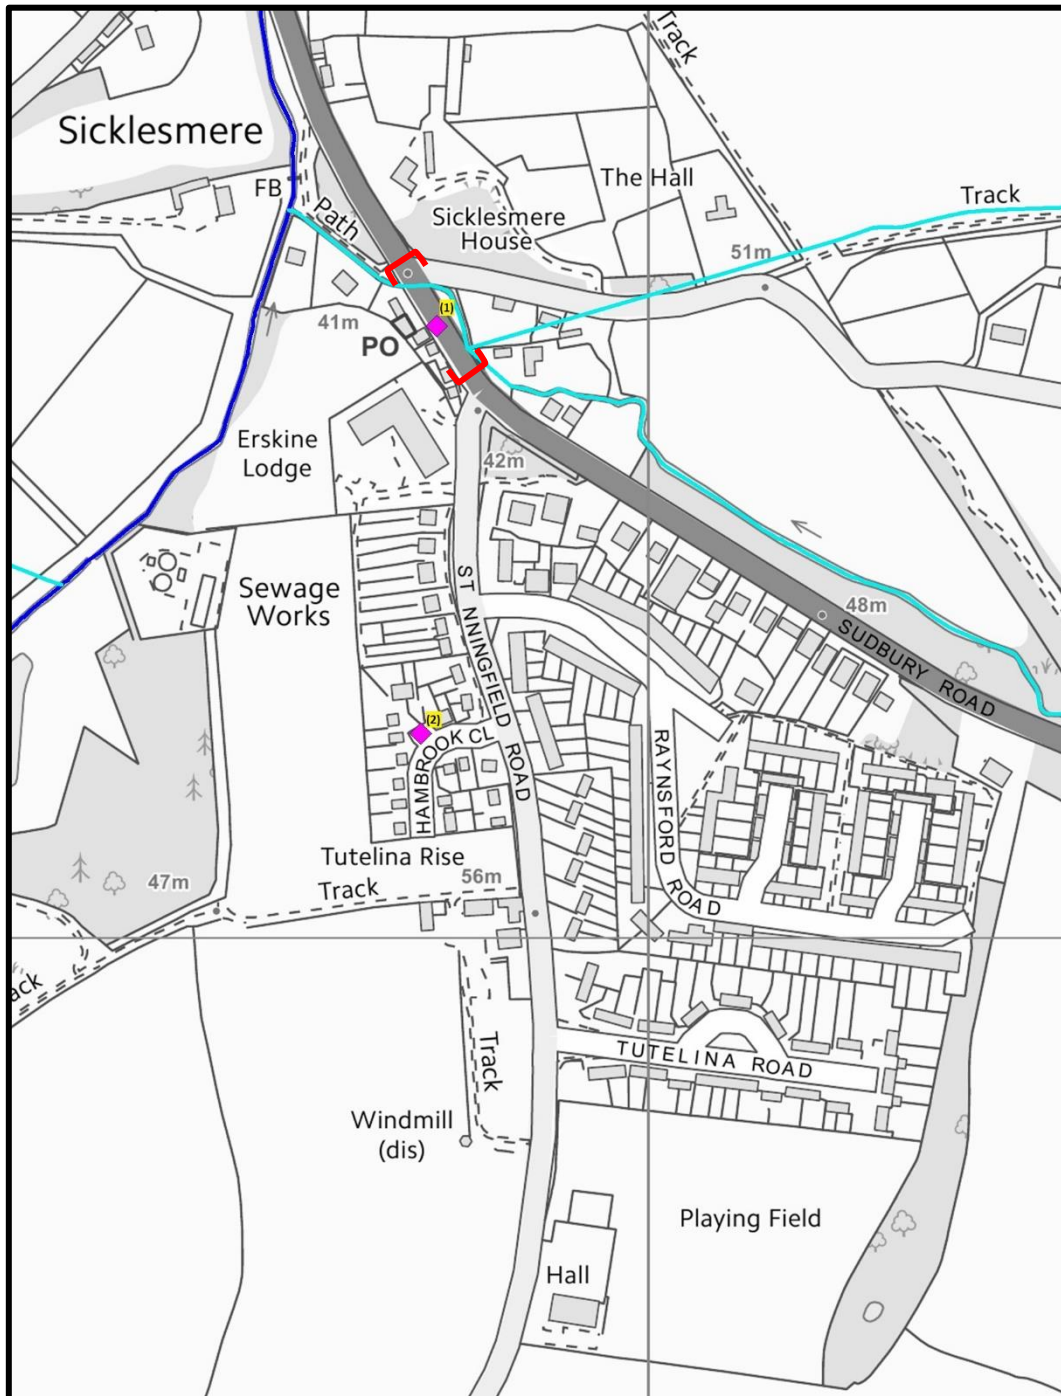 Track
Sicklesmere
FB
Path
The Hall
Track
Sicklesmere
House
51m
(1)
41m
PO
Erskine
Lodge
42m
Sewage
Works
ST NNINGFIELD ROAD
48m
SUDBURY ROAD
(2)
HAMBROOK CL
RAYNSFORD ROAD
Tutelina Rise
Track
56m
47m
ack
Track
TUTELINA ROAD
Windmill
(dis)
Playing Field
Hall